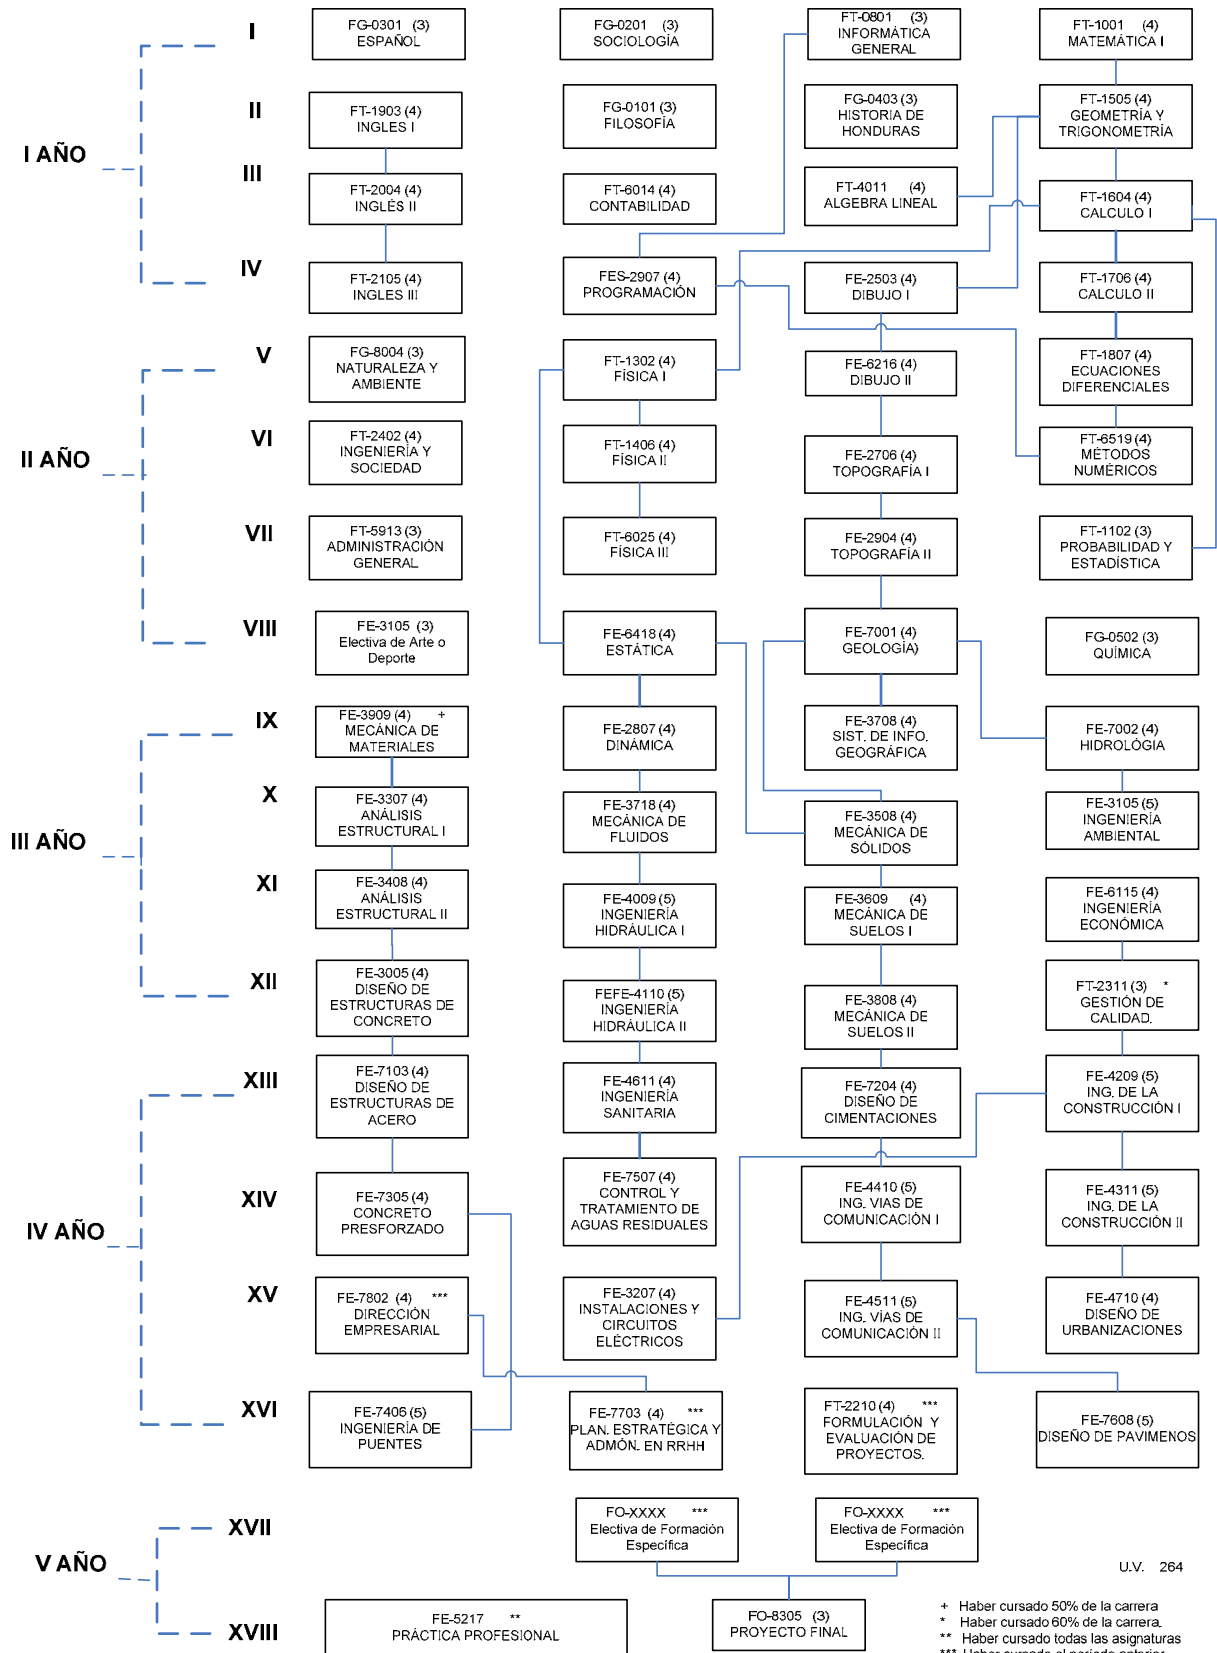 I
FG-0301 (3)
ESPAÑOL
FG-0201 (3)
SOCIOLOGÍA
FT-0801 (3)
INFORMÁTICA
GENERAL
FT-1001 (4)
MATEMÁTICA I
I AÑO
II
FT-1903 (4)
INGLES I
FG-0101 (3)
FILOSOFÍA
FG-0403 (3)
HISTORIA DE
HONDURAS
FT-1505 (4)
GEOMETRÍA Y
TRIGONOMETRÍA
III
FT-2004 (4)
INGLÉS II
FT-6014 (4)
CONTABILIDAD
FT-4011 (4)
ALGEBRA LINEAL
FT-1604 (4)
CALCULO I
IV
FT-2105 (4)
INGLES III
FES-2907 (4)
PROGRAMACIÓN
FE-2503 (4)
DIBUJO I
FT-1706 (4)
CALCULO II
V
FG-8004 (3)
NATURALEZA Y
AMBIENTE
FT-1302 (4)
FÍSICA I
FE-6216 (4)
DIBUJO II
FT-1807 (4)
ECUACIONES
DIFERENCIALES
II AÑO
VI
FT-2402 (4)
INGENIERÍA Y
SOCIEDAD
FT-1406 (4)
FÍSICA II
FE-2706 (4)
TOPOGRAFÍA I
FT-6519 (4)
MÉTODOS
NUMÉRICOS
VII
FT-5913 (3)
ADMINISTRACIÓN
GENERAL
FT-6025 (4)
FÍSICA III
FE-2904 (4)
TOPOGRAFÍA II
FT-1102 (3)
PROBABILIDAD Y
ESTADÍSTICA
VIII
FE-3105 (3)
Electiva de Arte o
Deporte
FE-6418 (4)
ESTÁTICA
FE-7001 (4)
GEOLOGÍA)
FG-0502 (3)
QUÍMICA
IX
FE-3909 (4) +
MECÁNICA DE
MATERIALES
FE-2807 (4)
DINÁMICA
FE-3708 (4)
SIST. DE INFO.
GEOGRÁFICA
FE-7002 (4)
HIDROLÓGIA
III AÑO
X
FE-3307 (4)
ANÁLISIS
ESTRUCTURAL I
FE-3718 (4)
MECÁNICA DE
FLUIDOS
FE-3508 (4)
MECÁNICA DE
SÓLIDOS
FE-3105 (5)
INGENIERÍA
AMBIENTAL
XI
FE-3408 (4)
ANÁLISIS
ESTRUCTURAL II
FE-4009 (5)
INGENIERÍA
HIDRÁULICA I
FE-3609 (4)
MECÁNICA DE
SUELOS I
FE-6115 (4)
INGENIERÍA
ECONÓMICA
XII
FE-3005 (4)
DISEÑO DE
ESTRUCTURAS DE
CONCRETO
FEFE-4110 (5)
INGENIERÍA
HIDRÁULICA II
FE-3808 (4)
MECÁNICA DE
SUELOS II
FT-2311 (3) *
GESTIÓN DE
CALIDAD.
XIII
FE-7103 (4)
DISEÑO DE
ESTRUCTURAS DE
ACERO
FE-4611 (4)
INGENIERÍA
SANITARIA
FE-7204 (4)
DISEÑO DE
CIMENTACIONES
FE-4209 (5)
ING. DE LA
CONSTRUCCIÓN I
IV AÑO
XIV
FE-7305 (4)
CONCRETO
PRESFORZADO
FE-7507 (4)
CONTROL Y
TRATAMIENTO DE
AGUAS RESIDUALES
FE-4410 (5)
ING. VIAS DE
COMUNICACIÓN I
FE-4311 (5)
ING. DE LA
CONSTRUCCIÓN II
XV
FE-7802 (4) ***
DIRECCIÓN
EMPRESARIAL
FE-3207 (4)
INSTALACIONES Y
CIRCUITOS
ELÉCTRICOS
FE-4511 (5)
ING. VÍAS DE
COMUNICACIÓN II
FE-4710 (4)
DISEÑO DE
URBANIZACIONES
XVI
FE-7406 (5)
INGENIERÍA DE
PUENTES
FE-7703 (4) ***
PLAN. ESTRATÉGICA Y
ADMÓN. EN RRHH
FT-2210 (4) ***
FORMULACIÓN Y
EVALUACIÓN DE
PROYECTOS.
FE-7608 (5)
DISEÑO DE PAVIMENOS
V AÑO
XVII
FO-XXXX ***
Electiva de Formación
Específica
FO-XXXX ***
Electiva de Formación
Específica
U.V. 264
XVIII
FE-5217 **
PRÁCTICA PROFESIONAL
FO-8305 (3)
PROYECTO FINAL
+ Haber cursado 50% de la carrera
* Haber cursado 60% de la carrera.
** Haber cursado todas las asignaturas
*** Haber cursado el período anterior